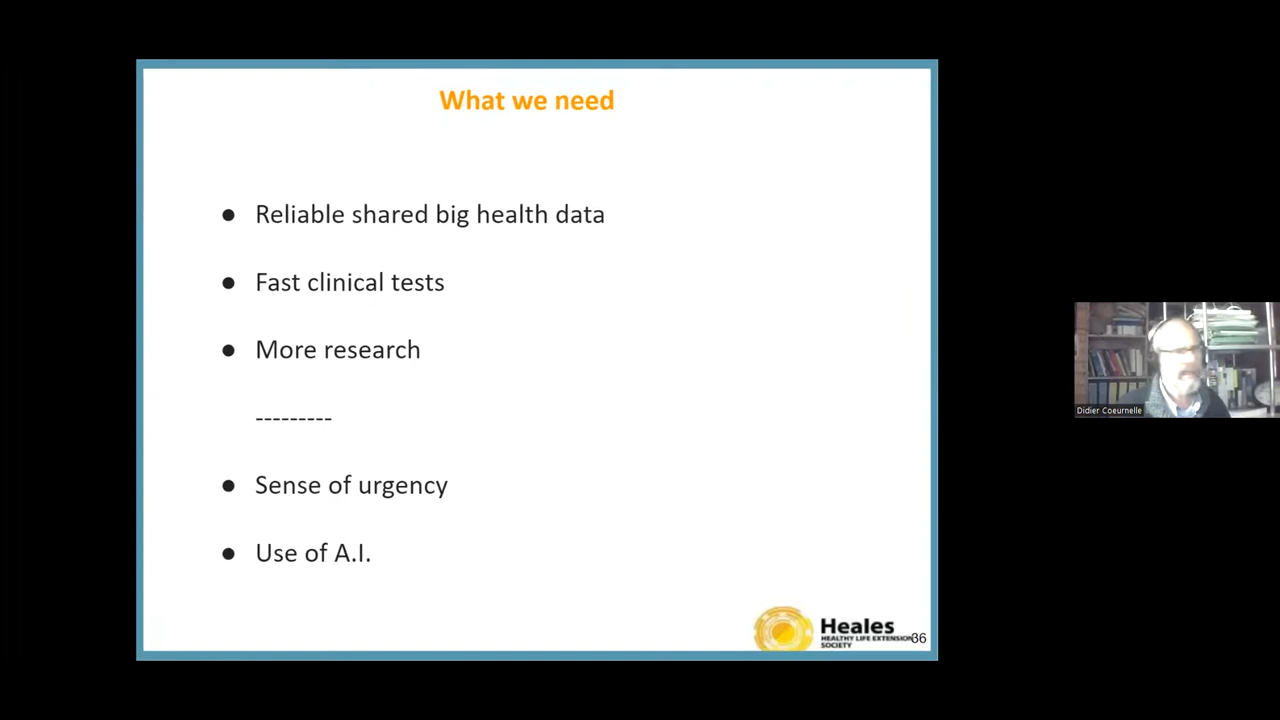 What we need
● Reliable shared big health data
● Fast clinical tests
● More research
---------
● Sense of urgency
● Use of A.I.
Heales
HEALTHY LIFE EXTENSION
SOCIETY
36
Didier Coeurnelle